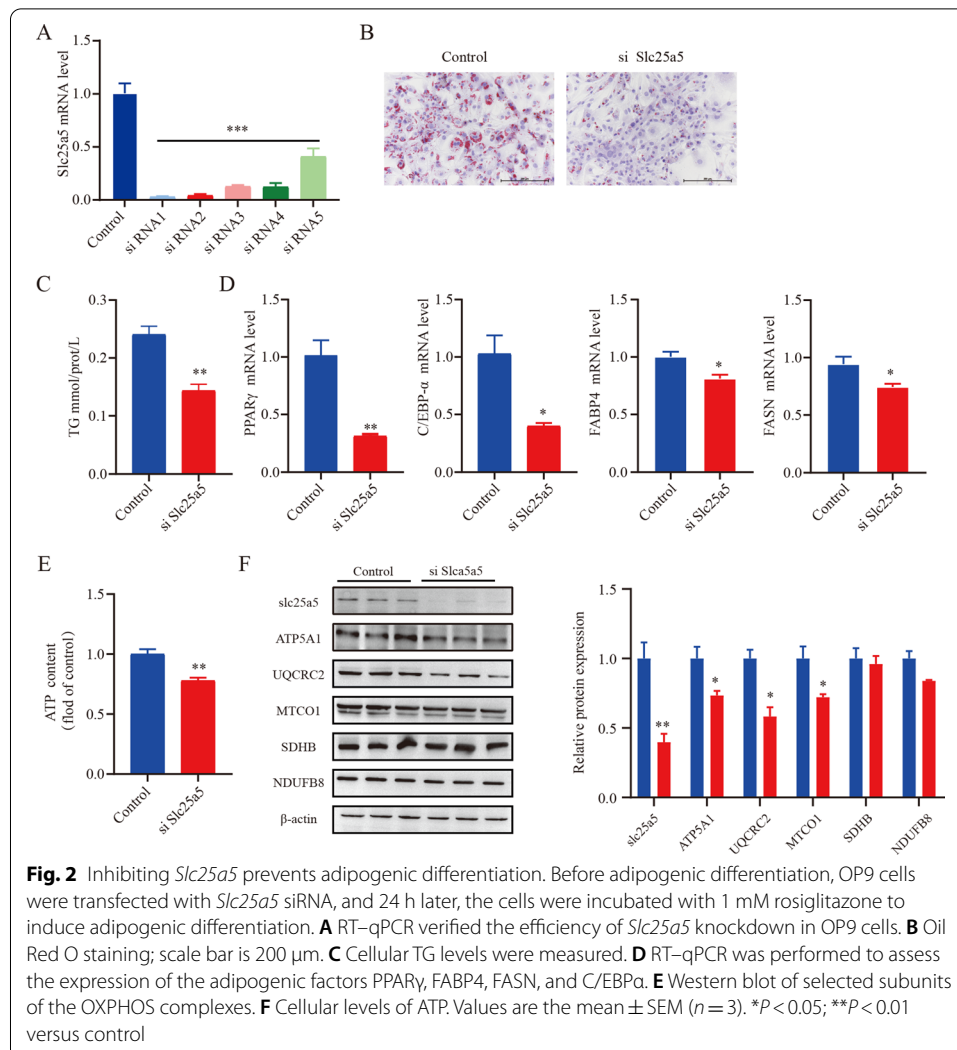 A
Slc25a5 mRNA level
1.5
1.0
0.5
0.0
***
Control
si RNA1
si RNA2
si RNA3
si RNA4
si RNA5
B
Control
si Slc25a5
C
TG mmol/prot/L
0.3
0.2
0.1
0.0
**
Control
si Slc25a5
D
PPARγ mRNA level
1.5
1.0
0.5
0.0
**
Control
si Slc25a5
C/EBP-α mRNA level
1.5
1.0
0.5
0.0
*
Control
si Slc25a5
FABP4 mRNA level
1.5
1.0
0.5
0.0
*
Control
si Slc25a5
FASN mRNA level
1.5
1.0
0.5
0.0
*
Control
si Slc25a5
E
ATP content
(flod of control)
1.5
1.0
0.5
0.0
**
Control
si Slc25a5
F
Control
si Slca5a5
slc25a5
ATP5A1
UQCRC2
MTCO1
SDHB
NDUFB8
β-actin
Relative protein expression
1.5
1.0
0.5
0.0
**
*
*
*
slc25a5
ATP5A1
UQCRC2
MTCO1
SDHB
NDUFB8
Fig. 2 Inhibiting Slc25a5 prevents adipogenic differentiation. Before adipogenic differentiation, OP9 cells
were transfected with Slc25a5 siRNA, and 24 h later, the cells were incubated with 1 mM rosiglitazone to
induce adipogenic differentiation. A RT–qPCR verified the efficiency of Slc25a5 knockdown in OP9 cells. B Oil
Red O staining; scale bar is 200 μm. C Cellular TG levels were measured. D RT–qPCR was performed to assess
the expression of the adipogenic factors PPARγ, FABP4, FASN, and C/EBPα. E Western blot of selected subunits
of the OXPHOS complexes. F Cellular levels of ATP. Values are the mean ± SEM (n = 3). *P < 0.05; **P < 0.01
versus control